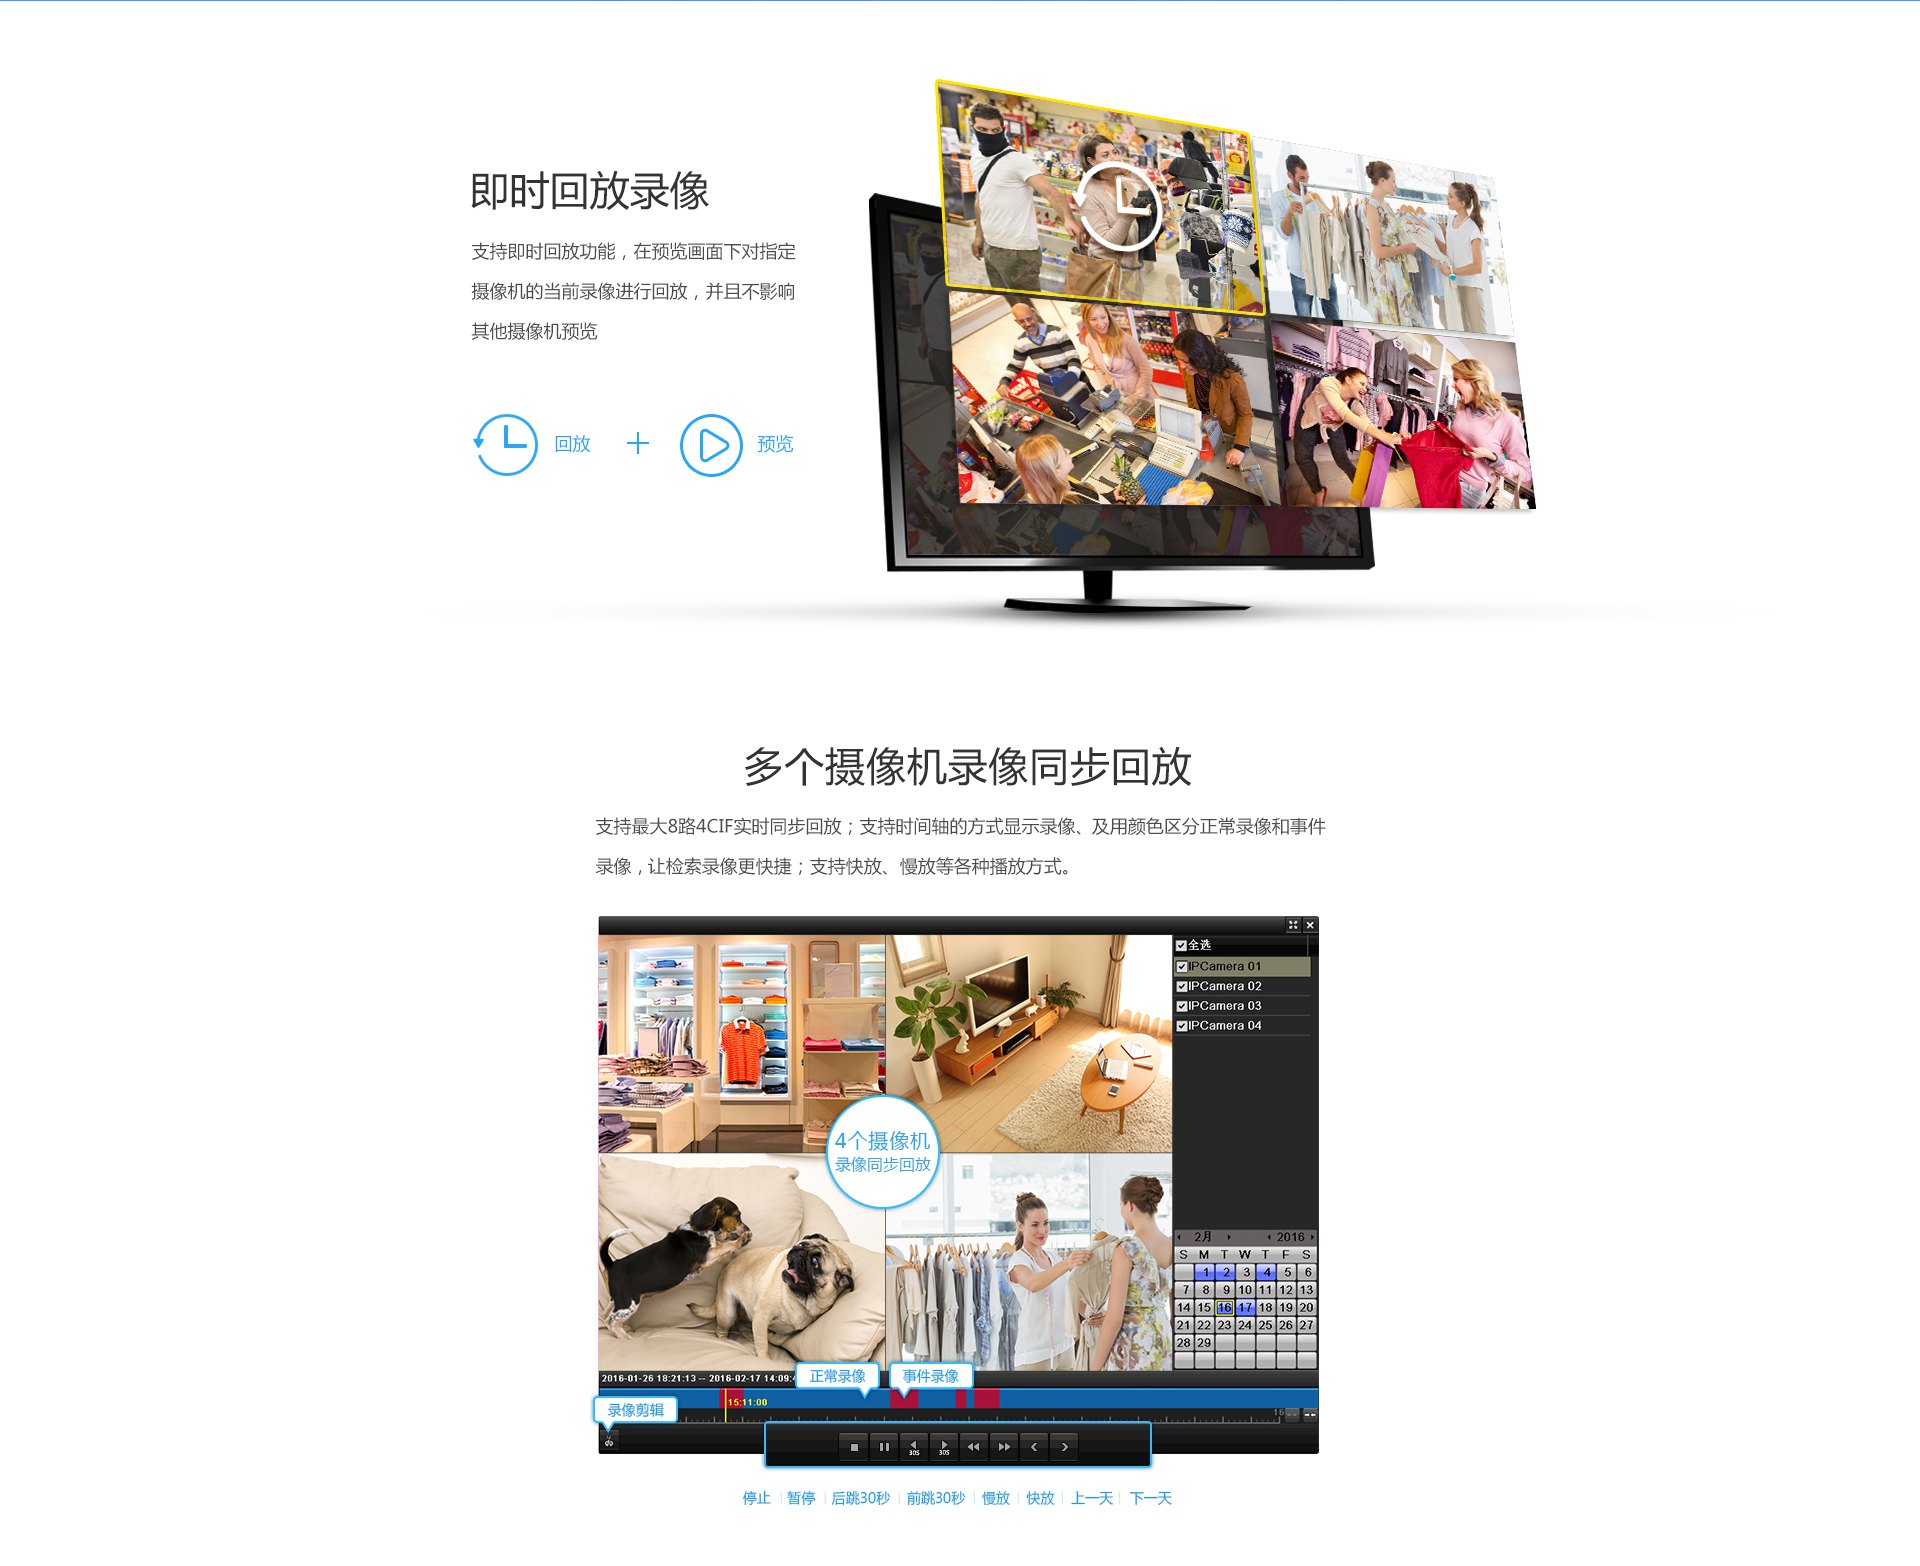 即时回放录像
支持即时回放功能，在预览画面下对指定
摄像机的当前录像进行回放，并且不影响
其他摄像机预览
回放 + 预览
多个摄像机录像同步回放
支持最大8路4CIF实时同步回放；支持时间轴的方式显示录像、及用颜色区分正常录像和事件
录像，让检索录像更快捷；支持快放、慢放等各种播放方式。
全选
IPCamera 01
IPCamera 02
IPCamera 03
IPCamera 04
4个摄像机
录像同步回放
2月 2016
S M T W T F S
1 2 3 4 5 6
7 8 9 10 11 12 13
14 15 16 17 18 19 20
21 22 23 24 25 26 27
28 29
2016-01-26 18:21:13 -- 2016-02-17 14:09:
正常录像 事件录像
15:11:00
录像剪辑
16
30S 30S
停止 暂停 后跳30秒 前跳30秒 慢放 快放 上一天 下一天